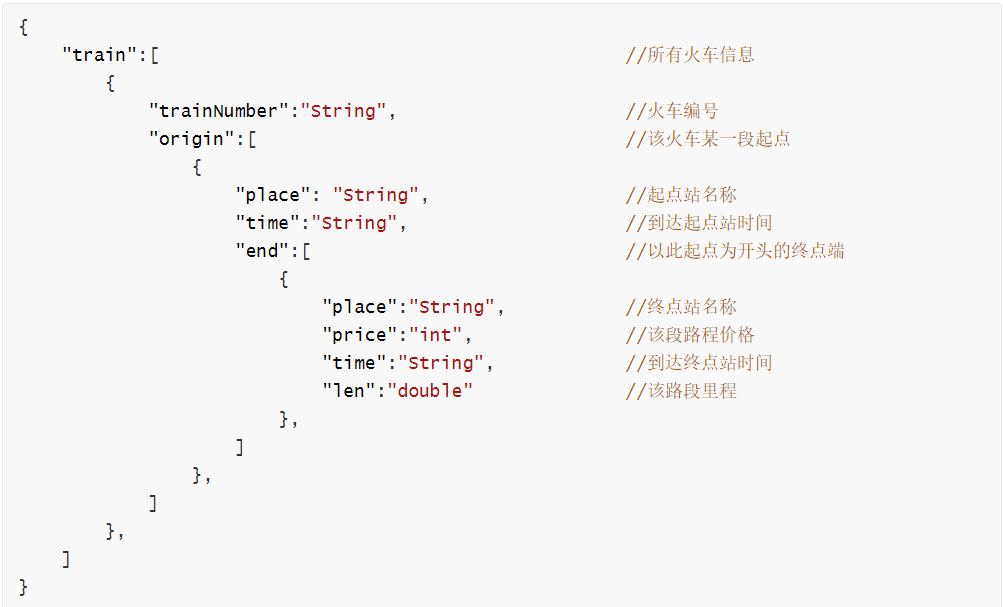 {
"train":[ //所有火车信息
{
"trainNumber":"String", //火车编号
"origin":[ //该火车某一段起点
{
"place": "String", //起点站名称
"time":"String", //到达起点站时间
"end":[ //以此起点为开头的终点端
{
"place":"String", //终点站名称
"price":"int", //该段路程价格
"time":"String", //到达终点站时间
"len":"double" //该路段里程
},
]
},
]
},
]
}